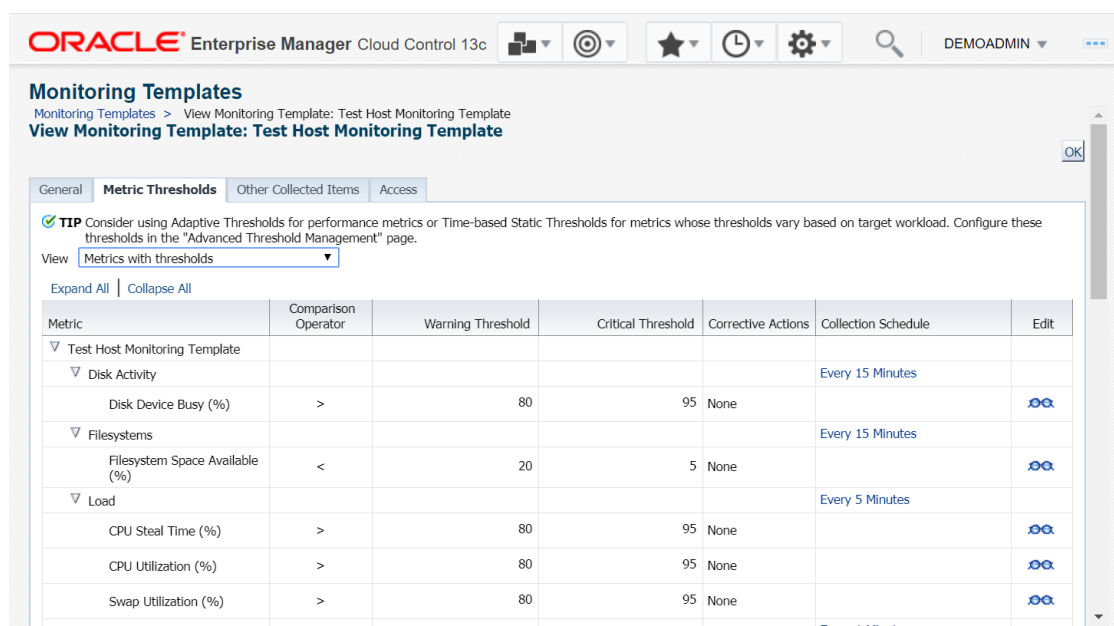 ORACLE Enterprise Manager Cloud Control 13c
DEMOADMIN
Monitoring Templates
Monitoring Templates > View Monitoring Template: Test Host Monitoring Template
View Monitoring Template: Test Host Monitoring Template
OK
General Metric Thresholds Other Collected Items Access
TIP Consider using Adaptive Thresholds for performance metrics or Time-based Static Thresholds for metrics whose thresholds vary based on target workload. Configure these
thresholds in the "Advanced Threshold Management" page.
View Metrics with thresholds
Expand All | Collapse All
Metric Comparison Operator Warning Threshold Critical Threshold Corrective Actions Collection Schedule Edit
Test Host Monitoring Template
Disk Activity Every 15 Minutes
Disk Device Busy (%) > 80 95 None
Filesystems Every 15 Minutes
Filesystem Space Available (%) < 20 5 None
Load Every 5 Minutes
CPU Steal Time (%) > 80 95 None
CPU Utilization (%) > 80 95 None
Swap Utilization (%) > 80 95 None